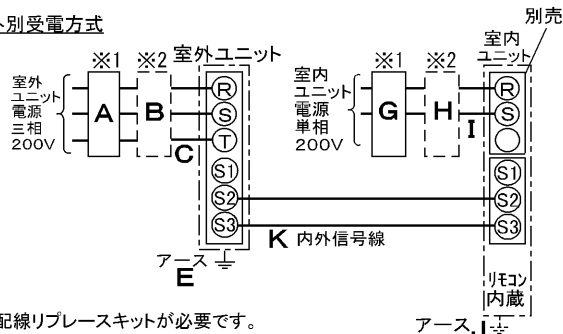 別受電方式
別売
※1
※2
室外ユニット
室外
ユニット
電源
三相
200V
A
B
C
R
S
T
S1
S2
S3
アース
E
※1
※2
室内
ユニット
室内
ユニット
電源
単相
200V
G
H
I
R
S
S1
S2
S3
K 内外信号線
リモコン
内蔵
アース
J
配線リプレースキットが必要です。